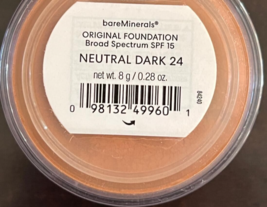 bareMinerals®
ORIGINAL FOUNDATION
Broad Spectrum SPF 15
NEUTRAL DARK 24
net wt. 8 g / 0.28 oz.
0 98132 49960 1